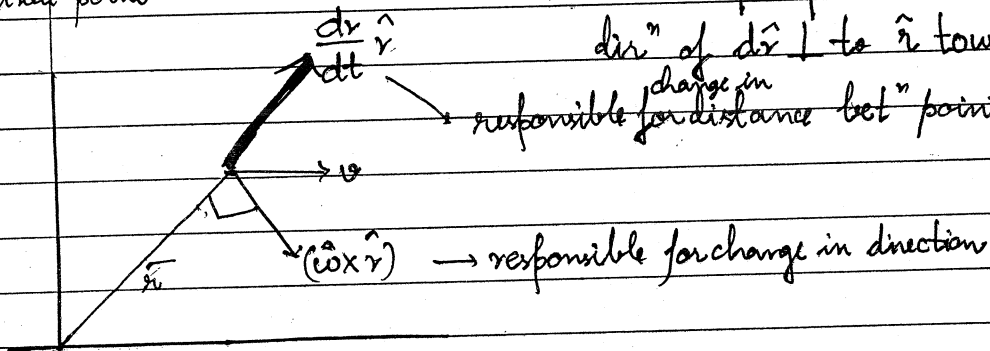 dr/dt r̂
dirⁿ of dr̂ ⊥ to r̂ tow
change in
responsible for distance betⁿ poin
v
(ω̂ x r̂) → responsible for change in direction
r̄